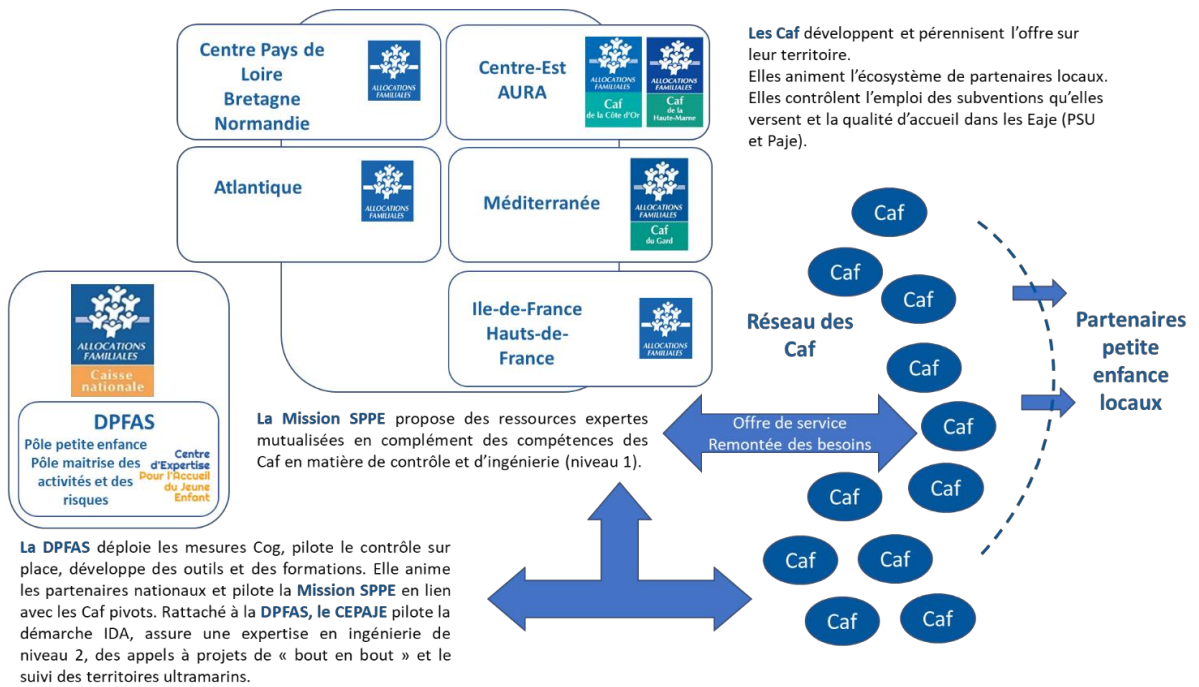 Centre Pays de
Loire
Bretagne
Normandie
ALLOCATIONS
FAMILIALES
Centre-Est
AURA
ALLOCATIONS
FAMILIALES
Caf
de la Côte d'Or
ALLOCATIONS
FAMILIALES
Caf
de la
Haute-Marne
Les Caf développent et pérennisent l'offre sur
leur territoire.
Elles animent l'écosystème de partenaires locaux.
Elles contrôlent l'emploi des subventions qu'elles
versent et la qualité d'accueil dans les Eaje (PSU
et Paje).
Atlantique
ALLOCATIONS
FAMILIALES
Méditerranée
ALLOCATIONS
FAMILIALES
Caf
du Gard
Ile-de-France
Hauts-de-
France
ALLOCATIONS
FAMILIALES
ALLOCATIONS
FAMILIALES
Caisse
nationale
DPFAS
Pôle petite enfance
Pôle maitrise des
activités et des
risques
Centre
d'Expertise
Pour l'Accueil
du Jeune
Enfant
La Mission SPPE propose des ressources expertes
mutualisées en complément des compétences des
Caf en matière de contrôle et d'ingénierie (niveau 1).
Offre de service
Remontée des besoins
Réseau des
Caf
Caf
Caf
Caf
Caf
Caf
Caf
Caf
Caf
Caf
Caf
Caf
Partenaires
petite
enfance
locaux
La DPFAS déploie les mesures Cog, pilote le contrôle sur
place, développe des outils et des formations. Elle anime
les partenaires nationaux et pilote la Mission SPPE en lien
avec les Caf pivots. Rattaché à la DPFAS, le CEPAJE pilote la
démarche IDA, assure une expertise en ingénierie de
niveau 2, des appels à projets de « bout en bout » et le
suivi des territoires ultramarins.